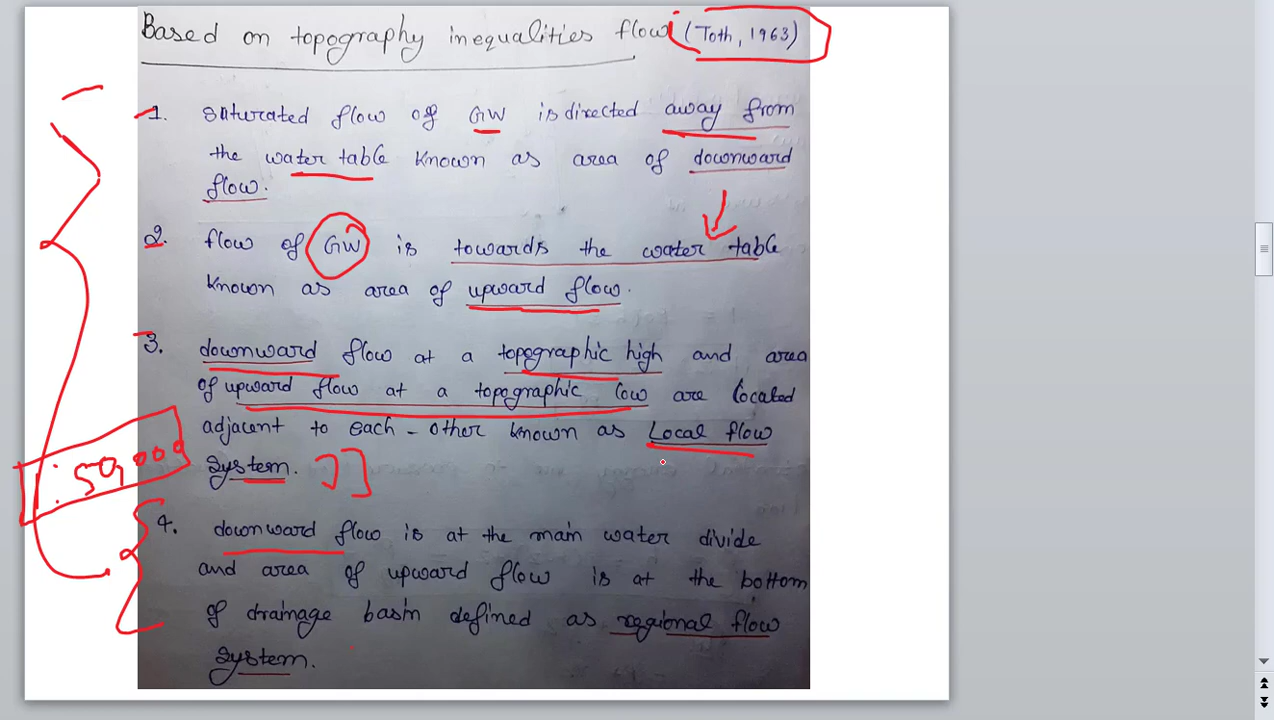 Based on topography inequalities flow (Toth, 1963)
1. Saturated flow of GW is directed away from
the water table known as area of downward
flow.
2. flow of GW is towards the water table
known as area of upward flow.
3. downward flow at a topographic high and area
of upward flow at a topographic low are located
adjacent to each-other known as Local flow
system. ]]
: 50,000
4. downward flow is at the main water divide
and area of upward flow is at the bottom
of drainage basin defined as regional flow
system.